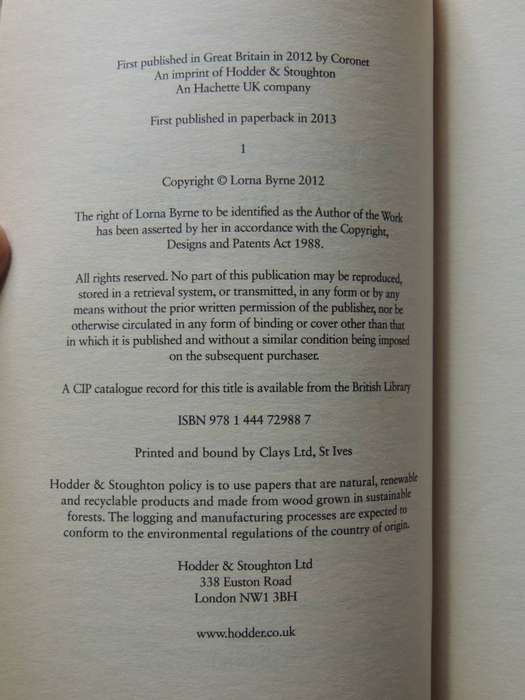 First published in Great Britain in 2012 by Coronet
An imprint of Hodder & Stoughton
An Hachette UK company
First published in paperback in 2013
1
Copyright © Lorna Byrne 2012
The right of Lorna Byrne to be identified as the Author of the Work
has been asserted by her in accordance with the Copyright,
Designs and Patents Act 1988.
All rights reserved. No part of this publication may be reproduced,
stored in a retrieval system, or transmitted, in any form or by any
means without the prior written permission of the publisher, nor be
otherwise circulated in any form of binding or cover other than that
in which it is published and without a similar condition being imposed
on the subsequent purchaser.
A CIP catalogue record for this title is available from the British Library
ISBN 978 1 444 72988 7
Printed and bound by Clays Ltd, St Ives
Hodder & Stoughton policy is to use papers that are natural, renewable
and recyclable products and made from wood grown in sustainable
forests. The logging and manufacturing processes are expected to
conform to the environmental regulations of the country of origin.
Hodder & Stoughton Ltd
338 Euston Road
London NW1 3BH
www.hodder.co.uk